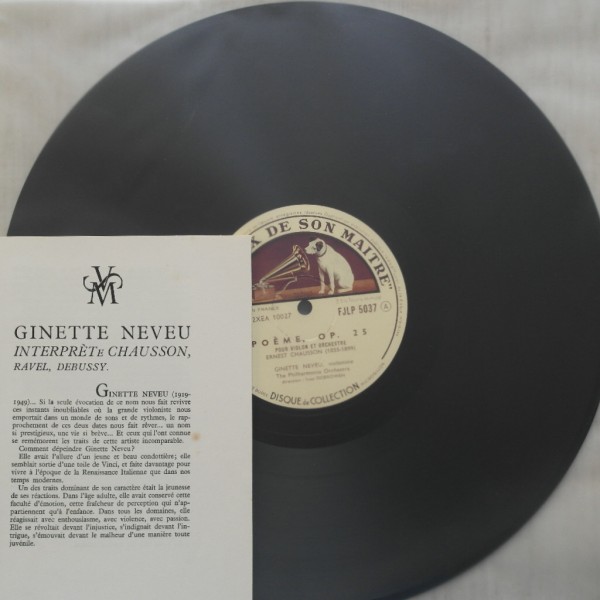 VM
GINETTE NEVEU
INTERPRÈTE CHAUSSON,
RAVEL, DEBUSSY.
GINETTE NEVEU (1919-
1949)... Si la seule évocation de ce nom nous fait revivre
ces instants inoubliables où la grande violoniste nous
emportait dans un monde de sons et de rythmes, le rap-
prochement de ces deux dates nous fait rêver... un nom
si prestigieux, une vie si brève... Et ceux qui l'ont connue
se remémorent les traits de cette artiste incomparable.
Comment dépeindre Ginette Neveu?
Elle avait l'allure d'un jeune et beau condottière; elle
semblait sortie d'une toile de Vinci, et faite davantage pour
vivre à l'époque de la Renaissance Italienne que dans nos
temps modernes.
Un des traits dominant de son caractère était la jeunesse
de ses réactions. Dans l'âge adulte, elle avait conservé cette
faculté d'émotion, cette fraîcheur de perception qui n'ap-
partiennent qu'à l'enfance. Dans tous les domaines, elle
réagissait avec enthousiasme, avec violence, avec passion.
Elle se révoltait devant l'injustice, s'indignait devant l'in-
trigue, s'émouvait devant le malheur d'une manière toute
juvénile.
X DE SON MAITRE"
FJLP 5037 A
2XEA 10037
POÈME, OP. 25
POUR VIOLON ET ORCHESTRE
ERNEST CHAUSSON (1855-1899)
GINETTE NEVEU, violoniste
The Philharmonia Orchestra
DISQUE de COLLECTION